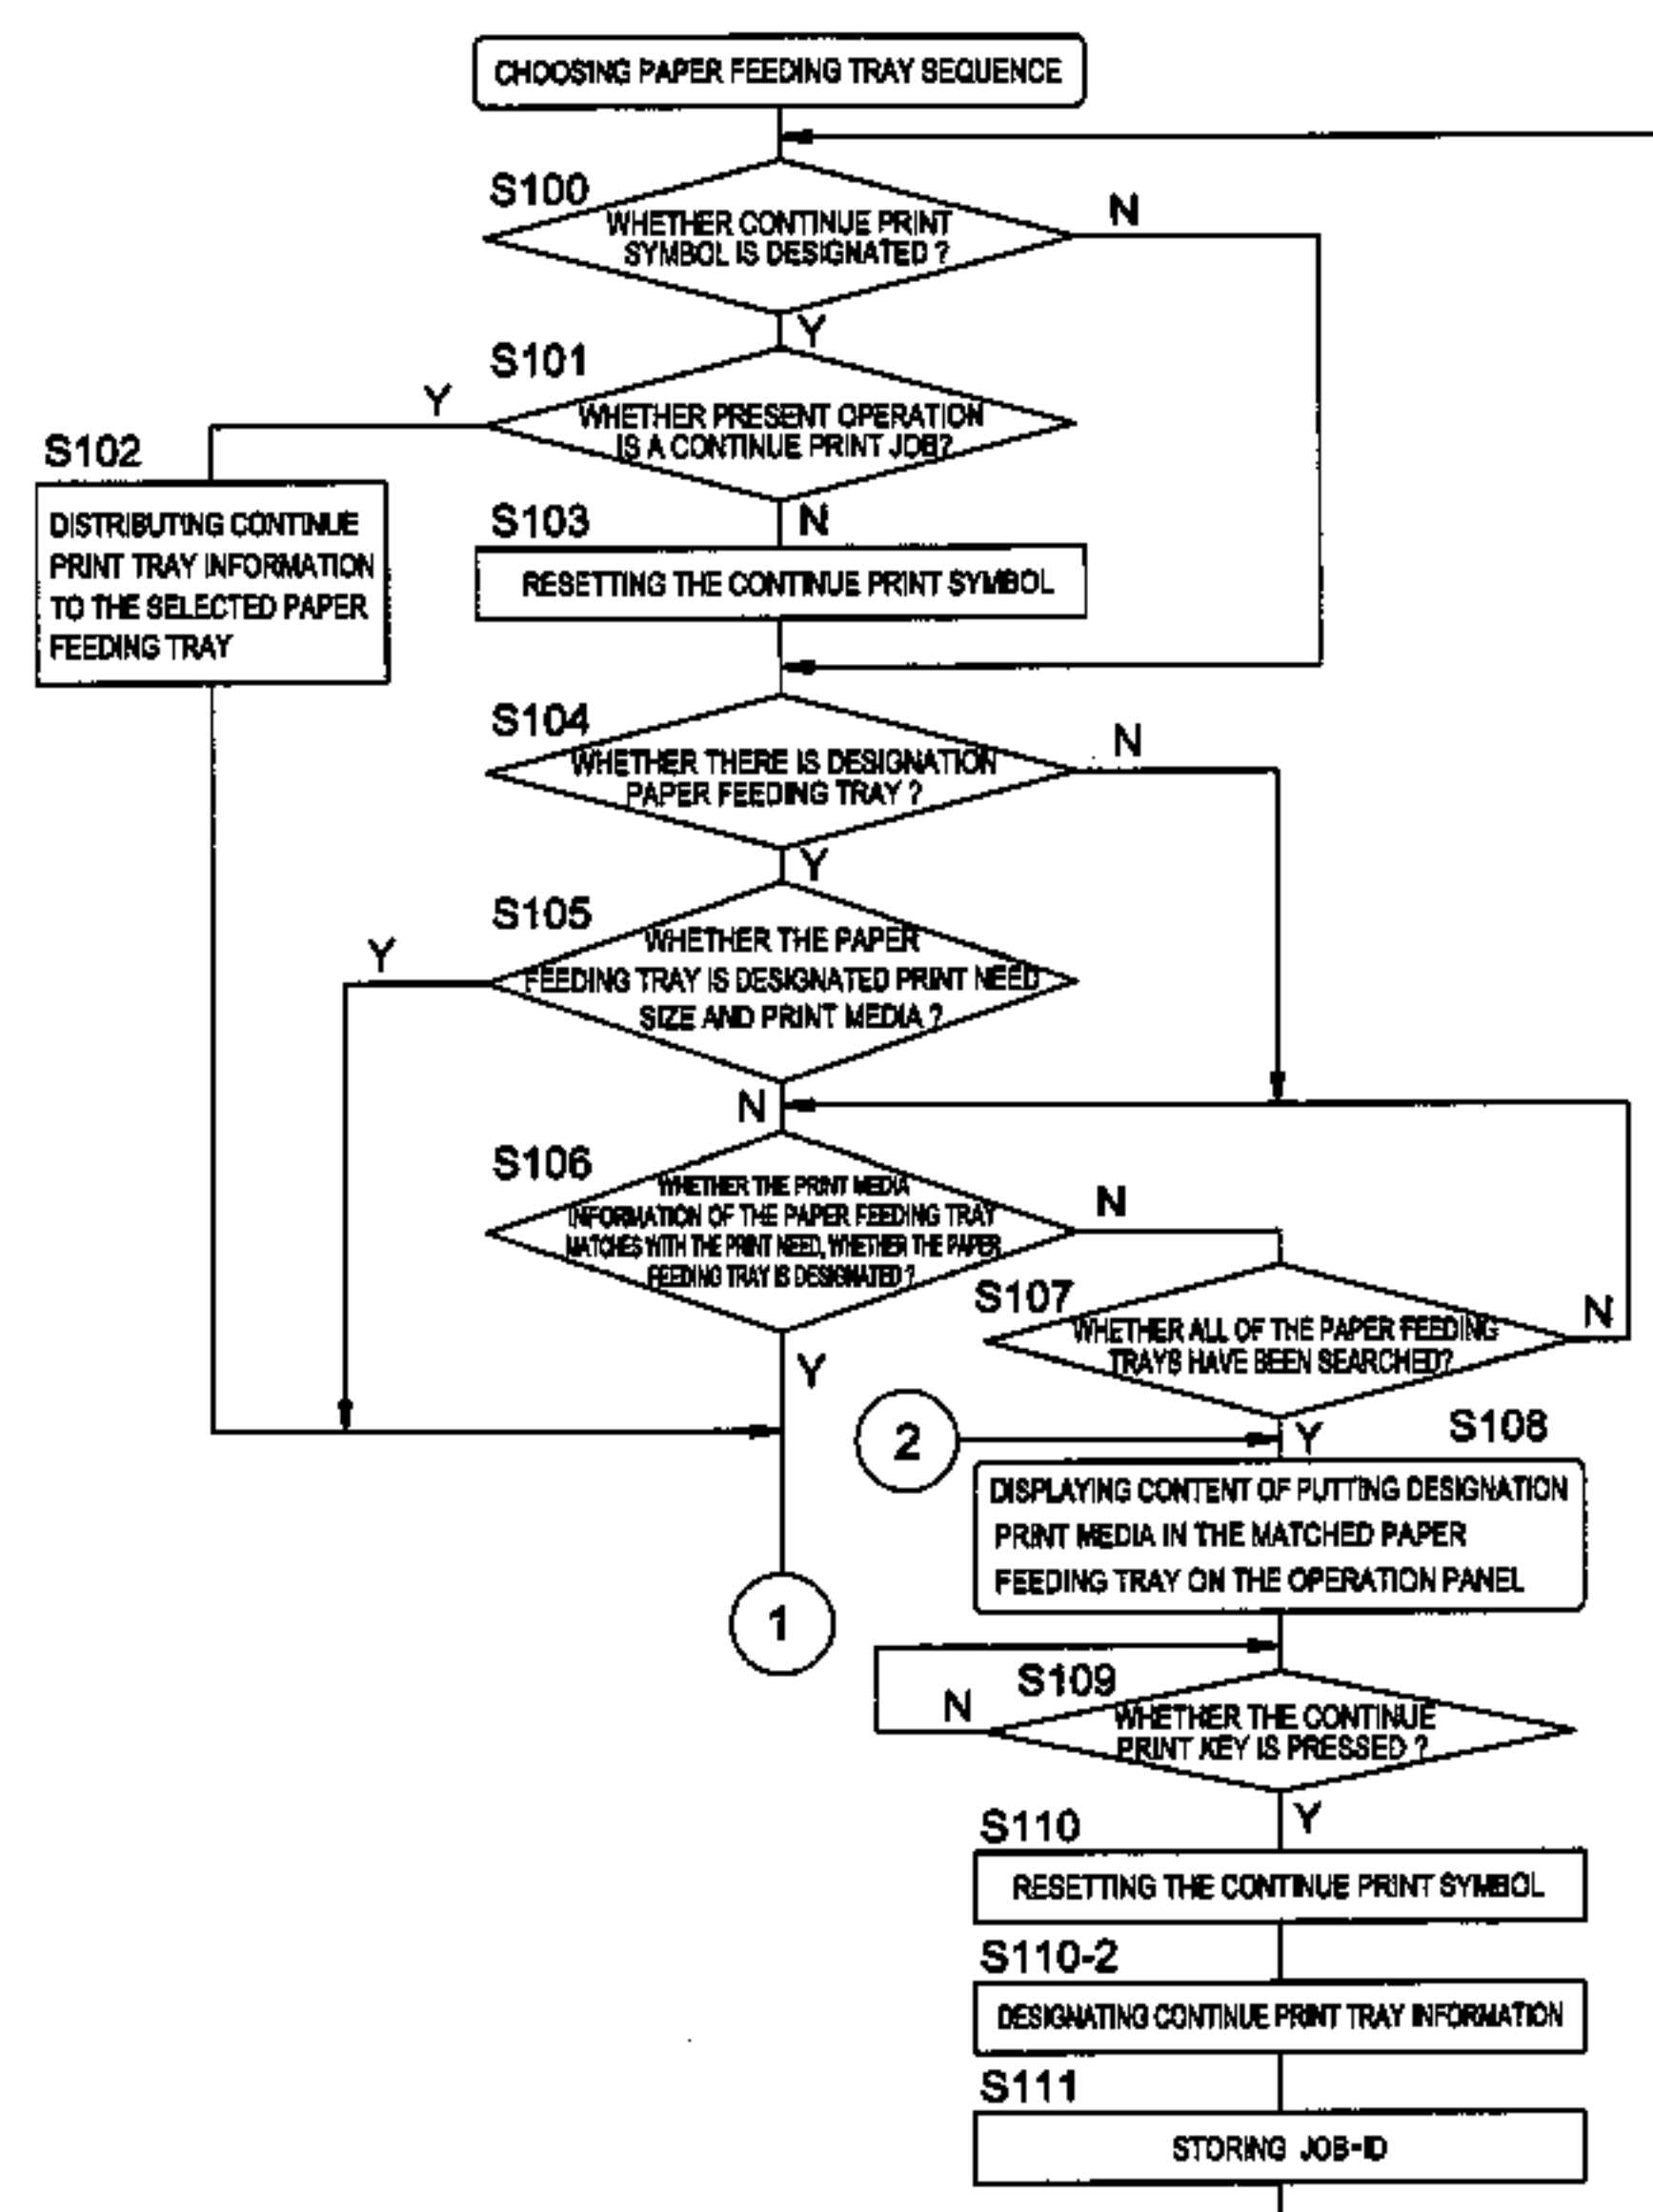 CHOOSING PAPER FEEDING TRAY SEQUENCE
S100
WHETHER CONTINUE PRINT
SYMBOL IS DESIGNATED ?
N
Y
S101
WHETHER PRESENT OPERATION
IS A CONTINUE PRINT JOB?
Y
S102
DISTRIBUTING CONTINUE
PRINT TRAY INFORMATION
TO THE SELECTED PAPER
FEEDING TRAY
N
S103
RESETTING THE CONTINUE PRINT SYMBOL
S104
WHETHER THERE IS DESIGNATION
PAPER FEEDING TRAY ?
N
Y
S105
WHETHER THE PAPER
FEEDING TRAY IS DESIGNATED PRINT NEED
SIZE AND PRINT MEDIA ?
Y
N
S106
WHETHER THE PRINT MEDIA
INFORMATION OF THE PAPER FEEDING TRAY
MATCHES WITH THE PRINT NEED, WHETHER THE PAPER
FEEDING TRAY IS DESIGNATED ?
N
Y
S107
WHETHER ALL OF THE PAPER FEEDING
TRAYS HAVE BEEN SEARCHED?
N
Y
2
S108
DISPLAYING CONTENT OF PUTTING DESIGNATION
PRINT MEDIA IN THE MATCHED PAPER
FEEDING TRAY ON THE OPERATION PANEL
1
S109
WHETHER THE CONTINUE
PRINT KEY IS PRESSED ?
N
Y
S110
RESETTING THE CONTINUE PRINT SYMBOL
S110-2
DESIGNATING CONTINUE PRINT TRAY INFORMATION
S111
STORING JOB-ID